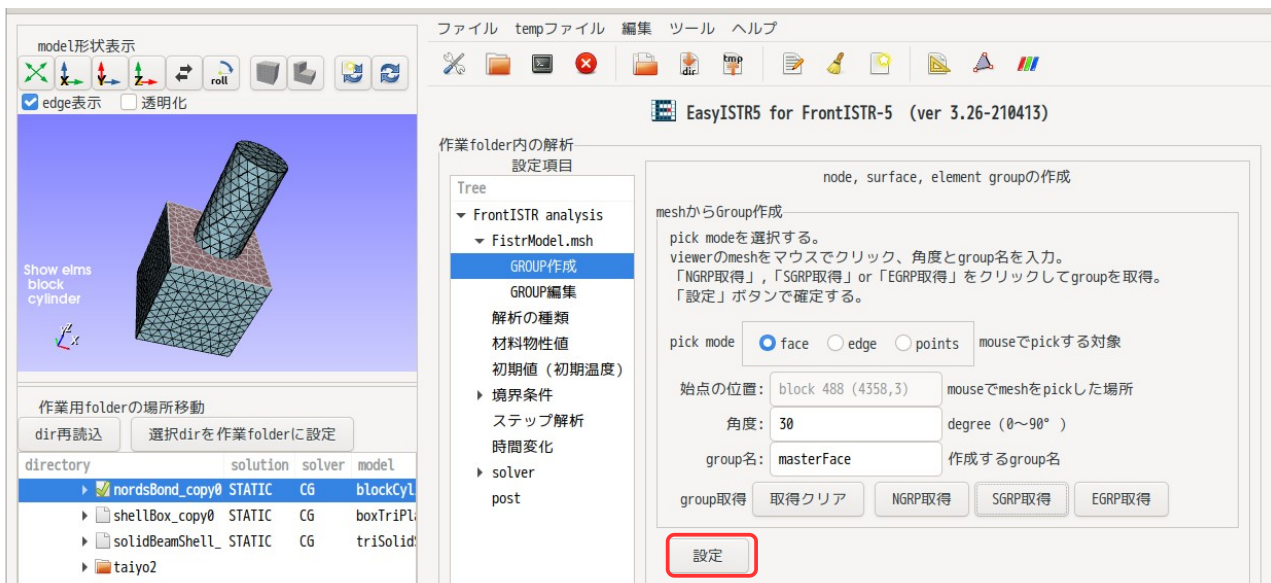 model形状表示
roll
edge表示 透明化
Show elms
block
cylinder
作業用folderの場所移動
dir再読込 選択dirを作業folderに設定
directory solution solver model
nordsBond_copy0 STATIC CG blockCyl
shellBox_copy0 STATIC CG boxTriPl
solidBeamShell_ STATIC CG triSolid
taiyo2
ファイル tempファイル 編集 ツール ヘルプ
dir tmp
EasyISTR5 for FrontISTR-5 (ver 3.26-210413)
作業folder内の解析
設定項目
Tree
FrontISTR analysis
FistrModel.msh
GROUP作成
GROUP編集
解析の種類
材料物性値
初期値 (初期温度)
境界条件
ステップ解析
時間変化
solver
post
node, surface, element groupの作成
meshからGroup作成
pick modeを選択する。
viewerのmeshをマウスでクリック、角度とgroup名を入力。
「NGRP取得」,「SGRP取得」or「EGRP取得」をクリックしてgroupを取得。
「設定」ボタンで確定する。
pick mode face edge points mouseでpickする対象
始点の位置: block 488 (4358,3) mouseでmeshをpickした場所
角度: 30 degree (0～90° )
group名: masterFace 作成するgroup名
group取得 取得クリア NGRP取得 SGRP取得 EGRP取得
設定